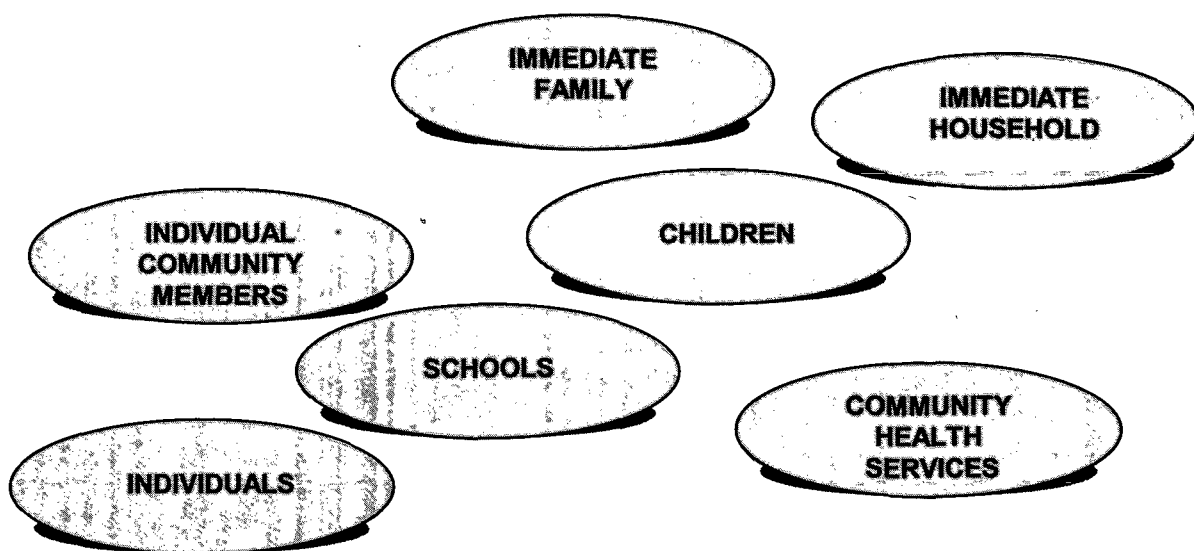 IMMEDIATE
FAMILY
IMMEDIATE
HOUSEHOLD
INDIVIDUAL
COMMUNITY
MEMBERS
CHILDREN
SCHOOLS
COMMUNITY
HEALTH
SERVICES
INDIVIDUALS